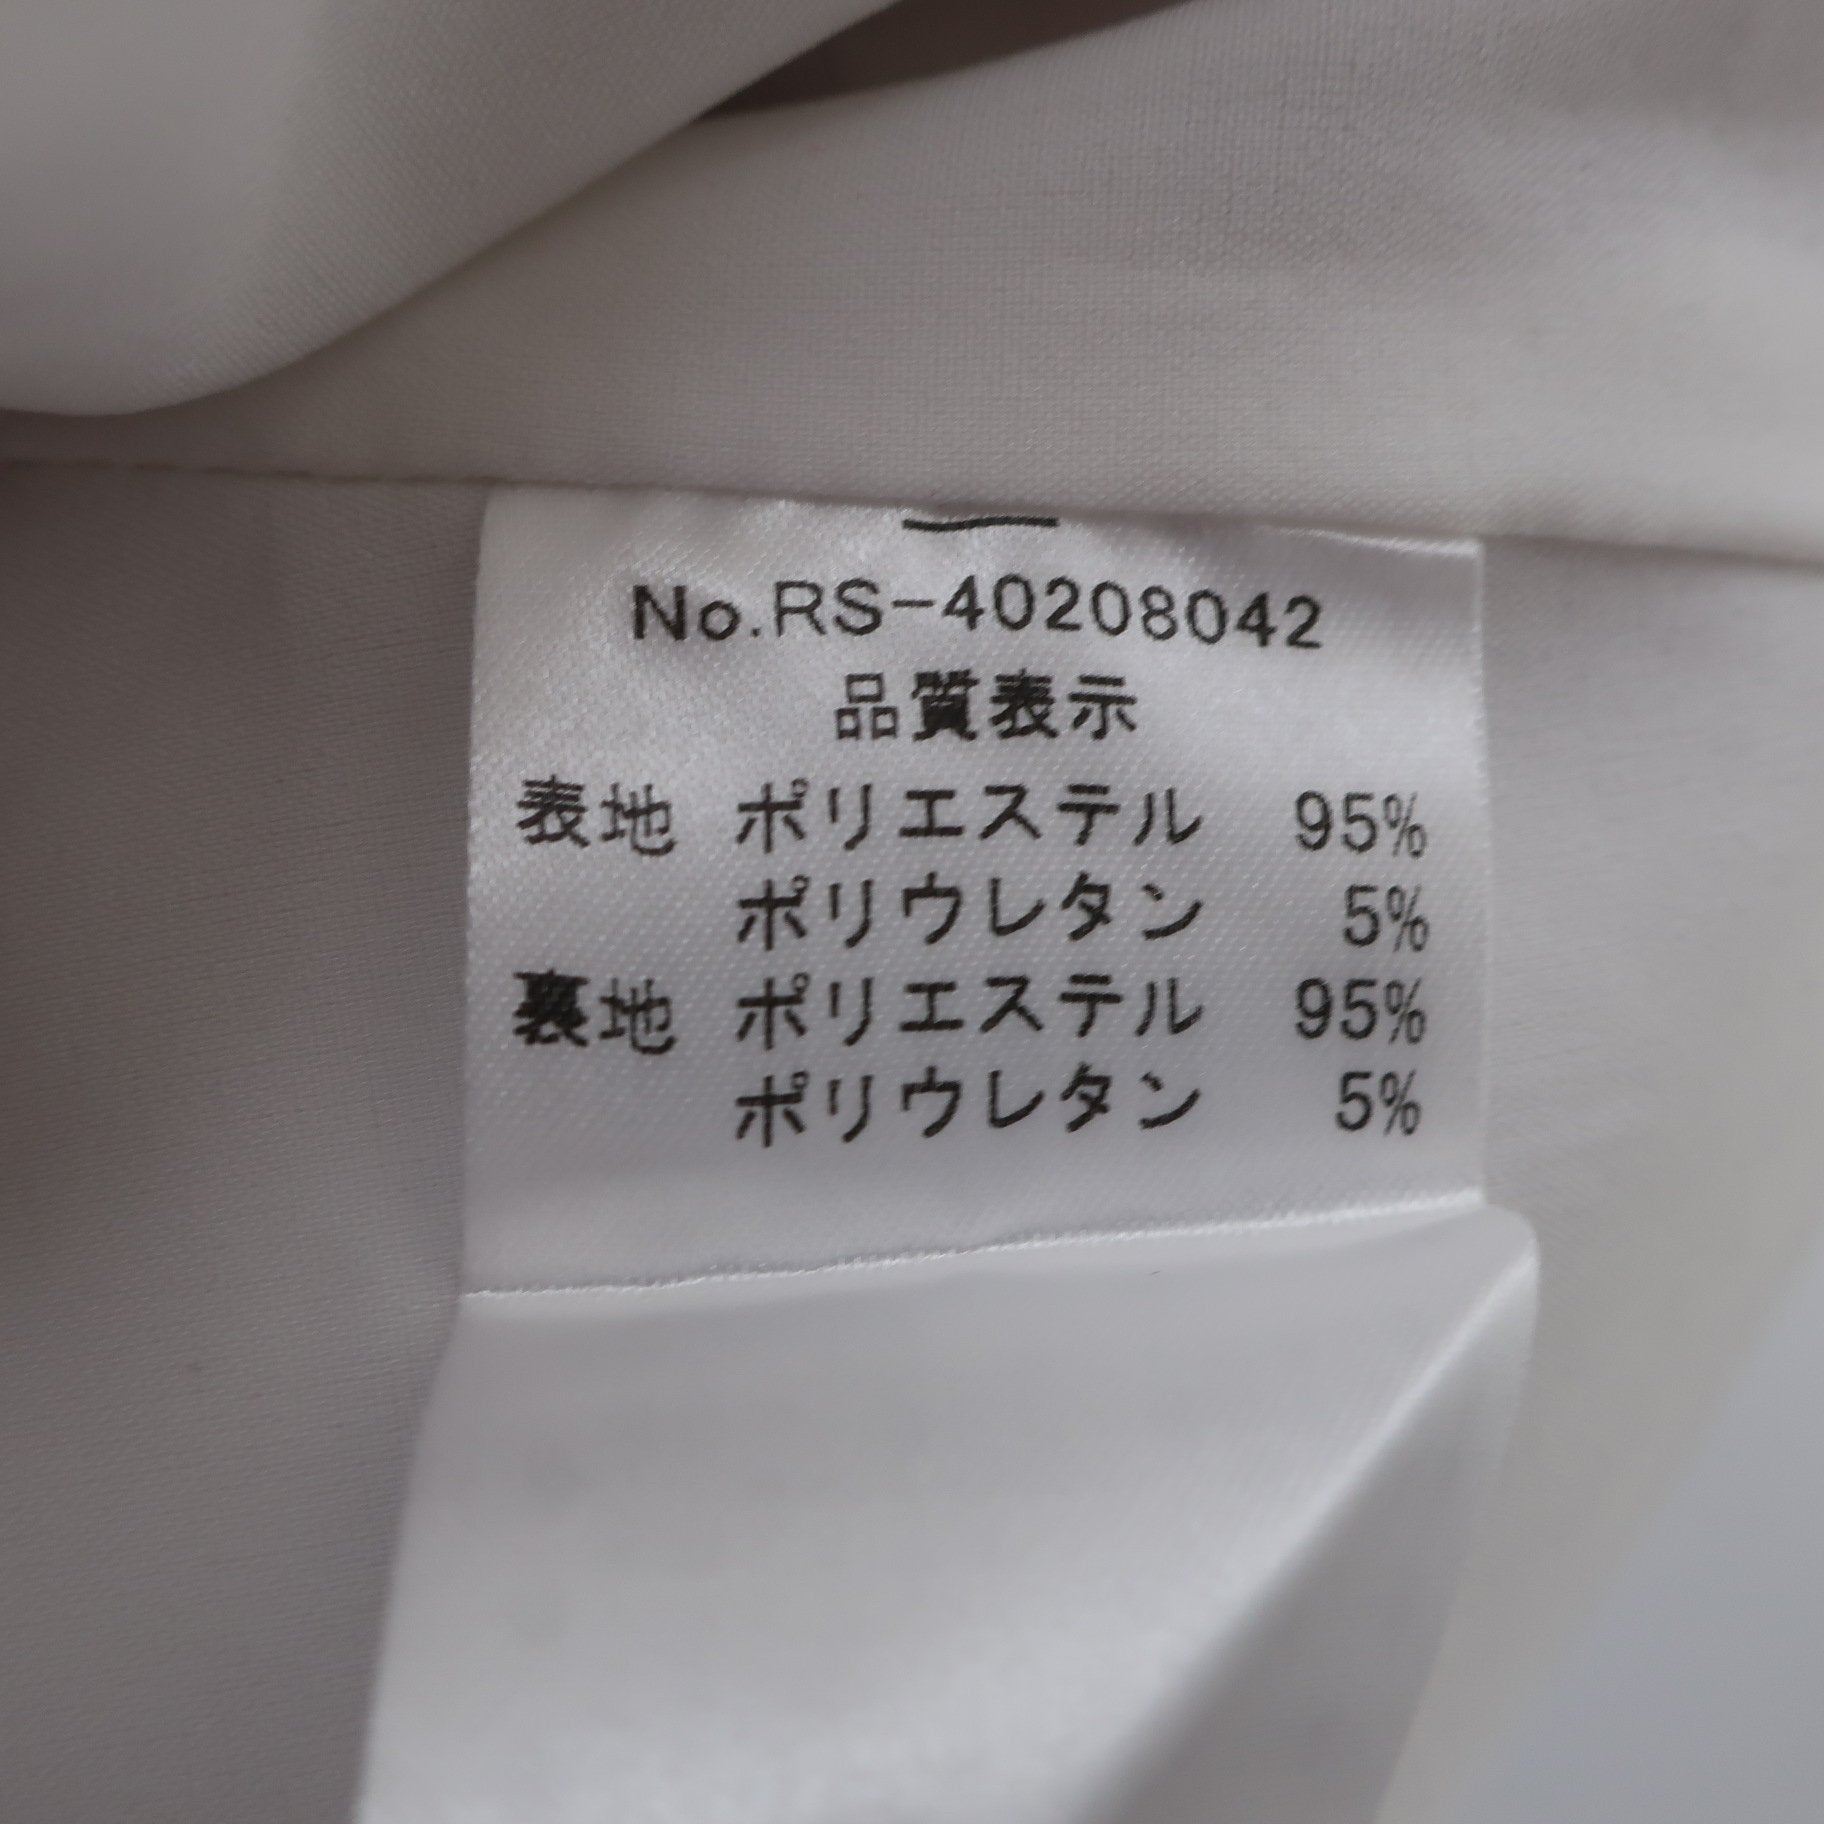 No.RS-40208042
品質表示
表地 ポリエステル 95%
ポリウレタン 5%
裏地 ポリエステル 95%
ポリウレタン 5%